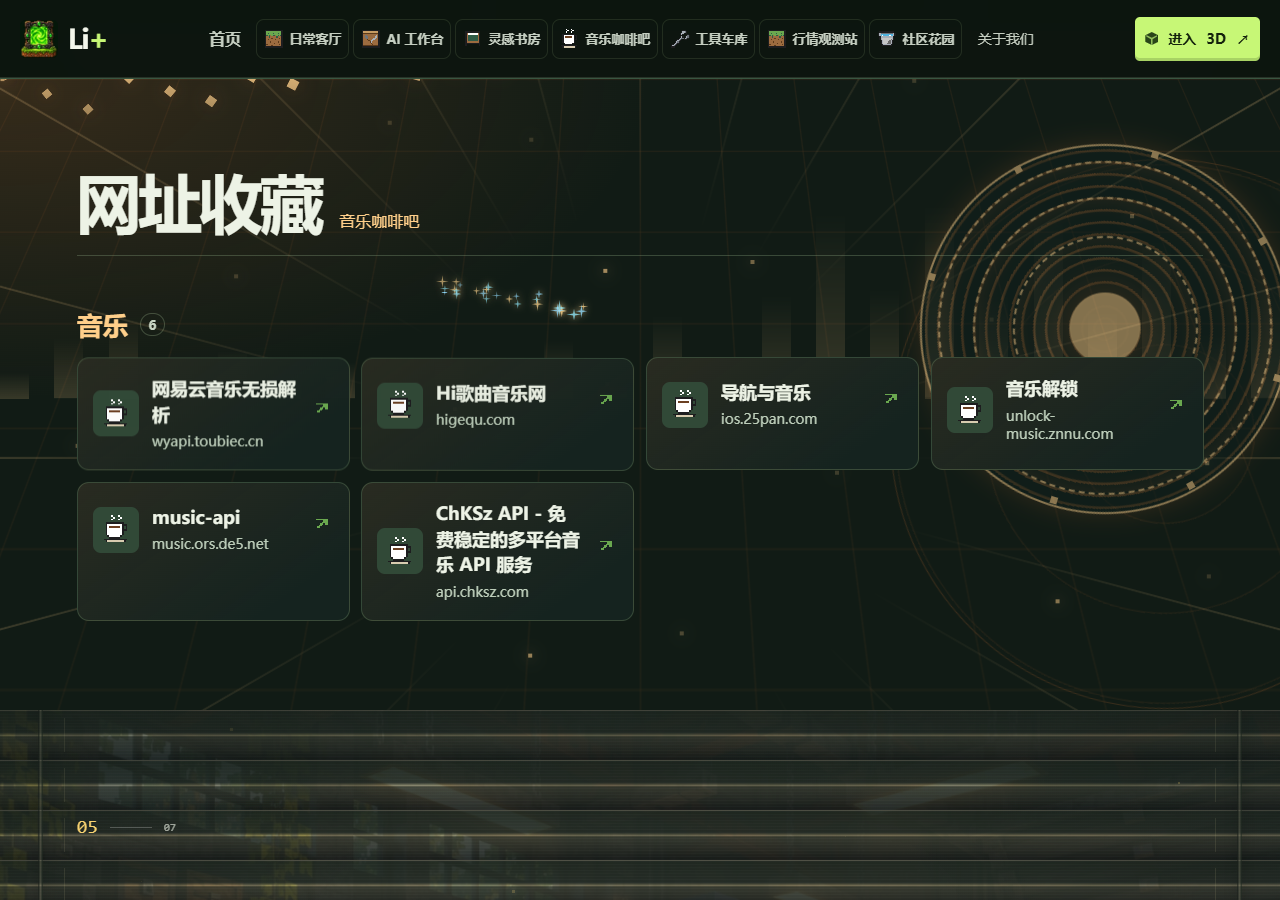 Li+
首页 日常客厅 AI 工作台 灵感书房 音乐咖啡吧 工具车库 行情观测站 社区花园 关于我们 进入 3D ↗
网址收藏 音乐咖啡吧
音乐 6
网易云音乐无损解
析
wyapi.toubiec.cn
Hi歌曲音乐网
higequ.com
导航与音乐
ios.25pan.com
音乐解锁
unlock-
music.znnu.com
music-api
music.ors.de5.net
ChKSz API - 免
费稳定的多平台音
乐 API 服务
api.chksz.com
05 07